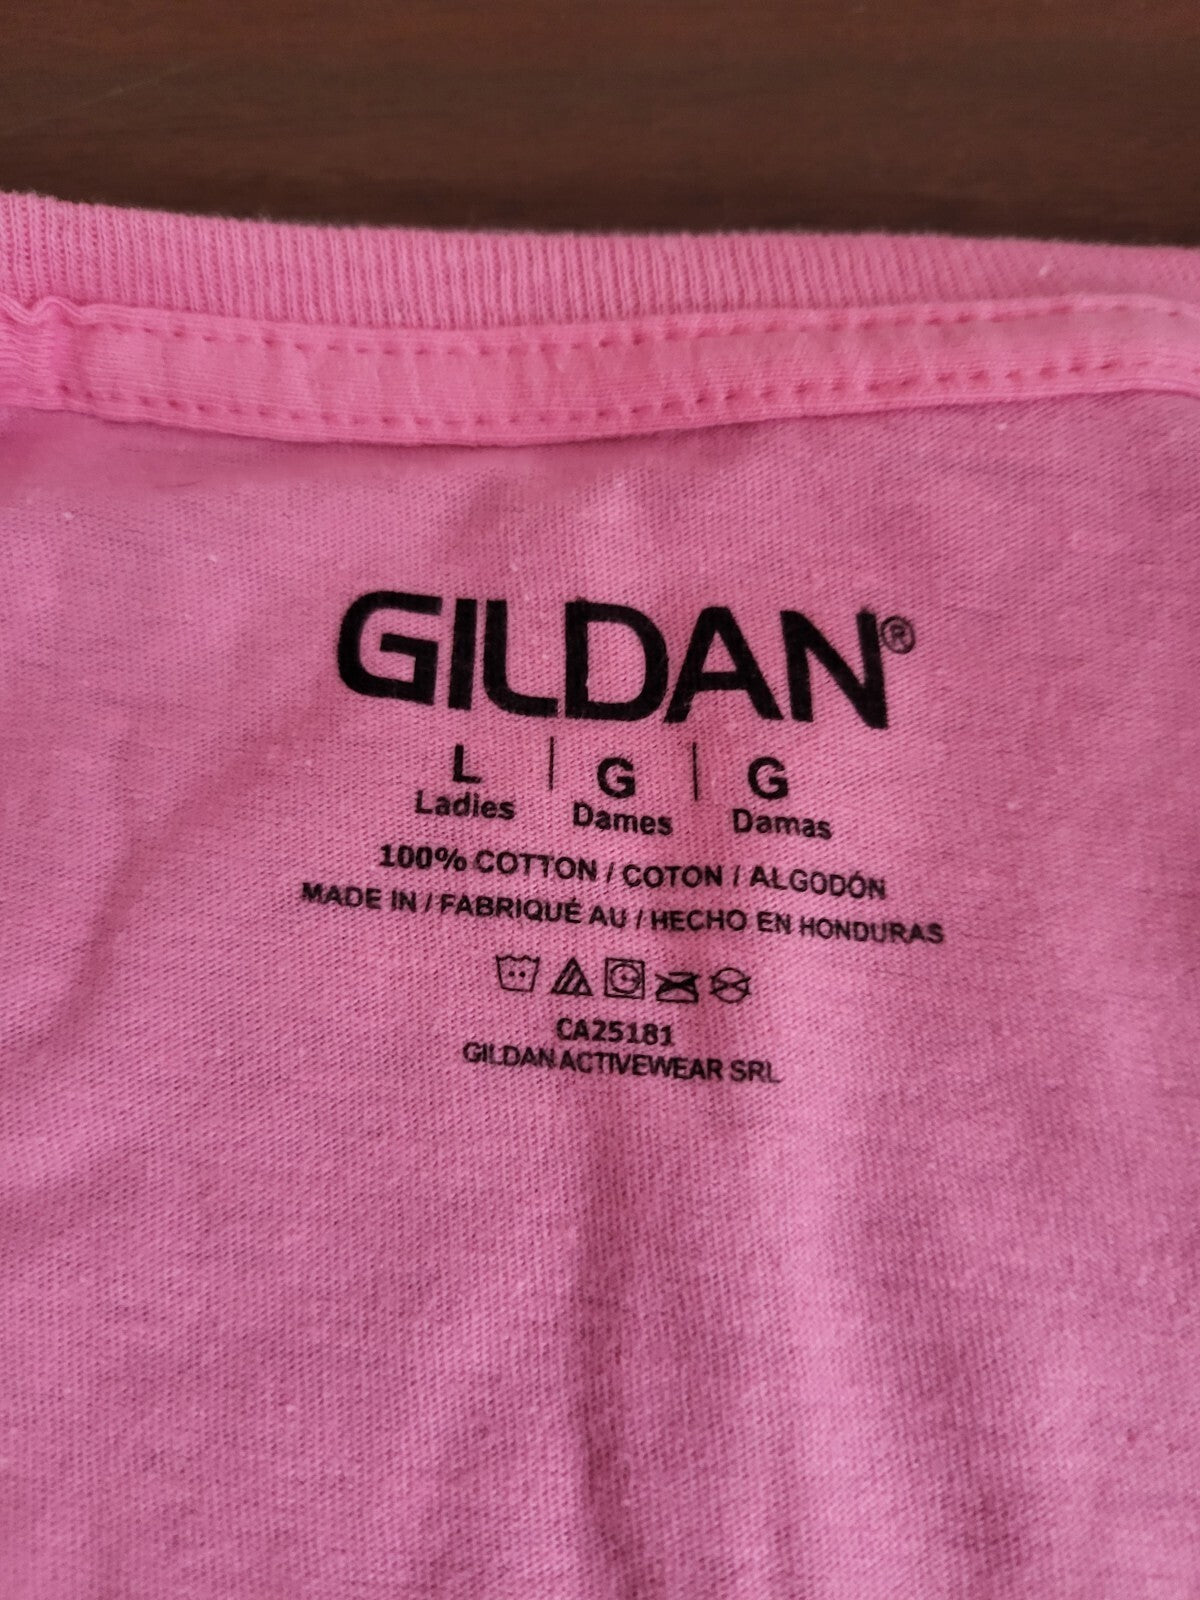 GILDAN®
L | G | G
Ladies Dames Damas
100% COTTON / COTON / ALGODÓN
MADE IN / FABRIQUÉ AU / HECHO EN HONDURAS
CA25181
GILDAN ACTIVEWEAR SRL